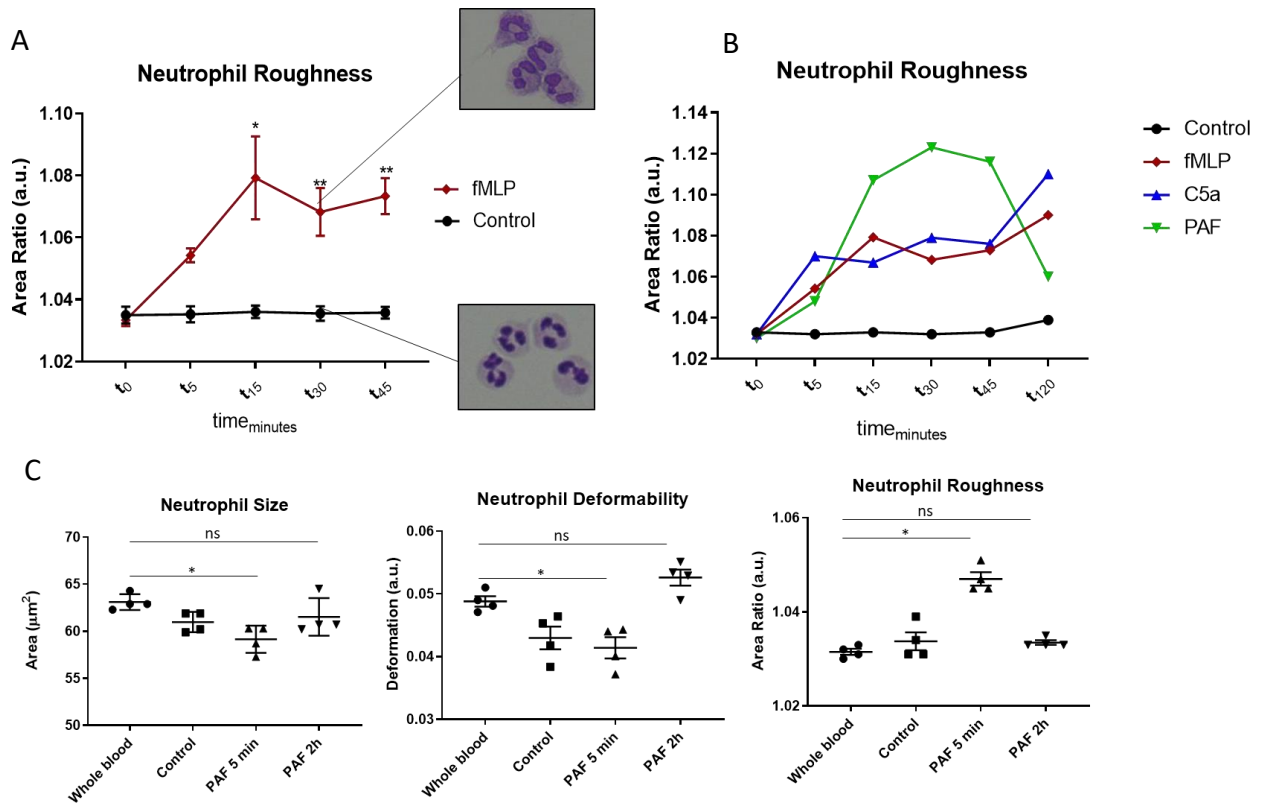 A
Neutrophil Roughness
Area Ratio (a.u.)
1.10
1.08
1.06
1.04
1.02
*
**
**
fMLP
Control
t0 t5 t15 t30 t45
timeminutes
B
Neutrophil Roughness
Area Ratio (a.u.)
1.14
1.12
1.10
1.08
1.06
1.04
1.02
Control
fMLP
C5a
PAF
t0 t5 t15 t30 t45 t120
timeminutes
C
Neutrophil Size
Area (μm²)
70
65
60
55
50
ns
*
Whole blood Control PAF 5 min PAF 2h
Neutrophil Deformability
Deformation (a.u.)
0.06
0.05
0.04
0.03
ns
*
Whole blood Control PAF 5 min PAF 2h
Neutrophil Roughness
Area Ratio (a.u.)
1.06
1.04
1.02
ns
*
Whole blood Control PAF 5 min PAF 2h